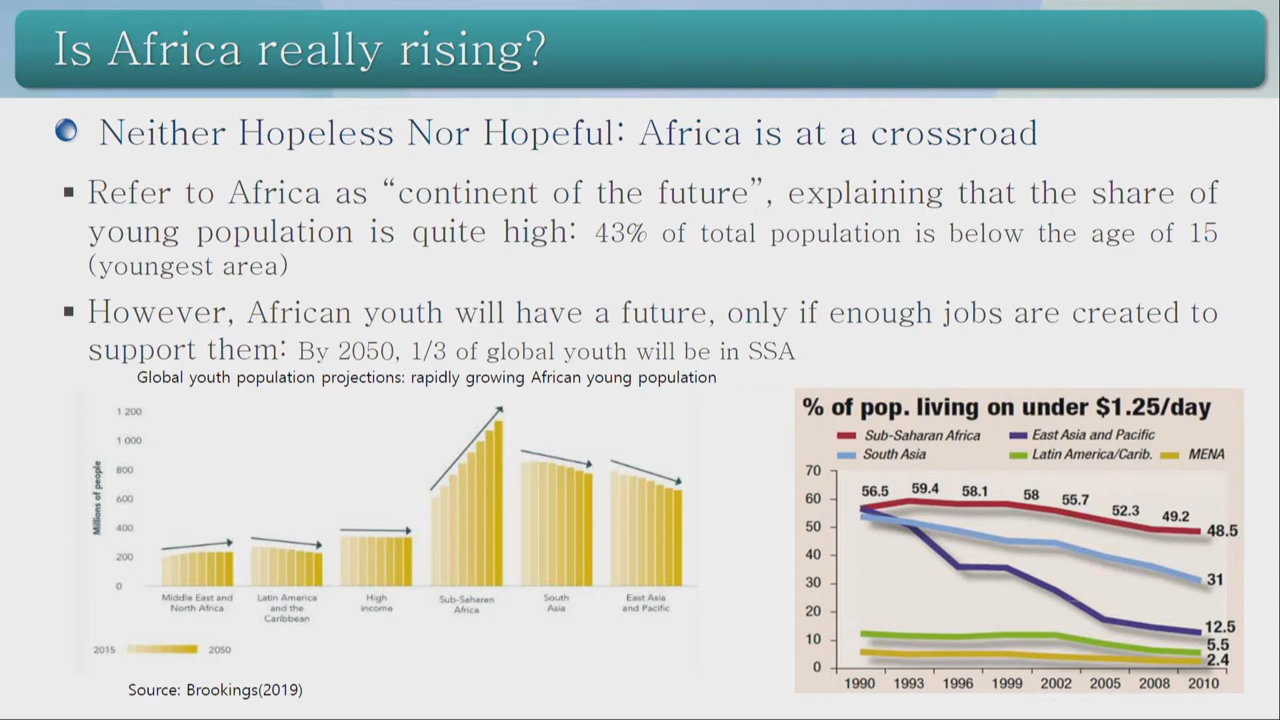 Is Africa really rising?
Neither Hopeless Nor Hopeful: Africa is at a crossroad
▪ Refer to Africa as “continent of the future”, explaining that the share of
young population is quite high: 43% of total population is below the age of 15
(youngest area)
▪ However, African youth will have a future, only if enough jobs are created to
support them: By 2050, 1/3 of global youth will be in SSA
Global youth population projections: rapidly growing African young population
Millions of people
1 200
1 000
800
600
400
200
0
Middle East and
North Africa
Latin America
and the
Caribbean
High
income
Sub-Saharan
Africa
South
Asia
East Asia
and Pacific
2015 2050
Source: Brookings(2019)
% of pop. living on under $1.25/day
Sub-Saharan Africa East Asia and Pacific
South Asia Latin America/Carib. MENA
70
60
50
40
30
20
10
0
56.5 59.4 58.1 58 55.7 52.3 49.2 48.5
31
12.5
5.5
2.4
1990 1993 1996 1999 2002 2005 2008 2010